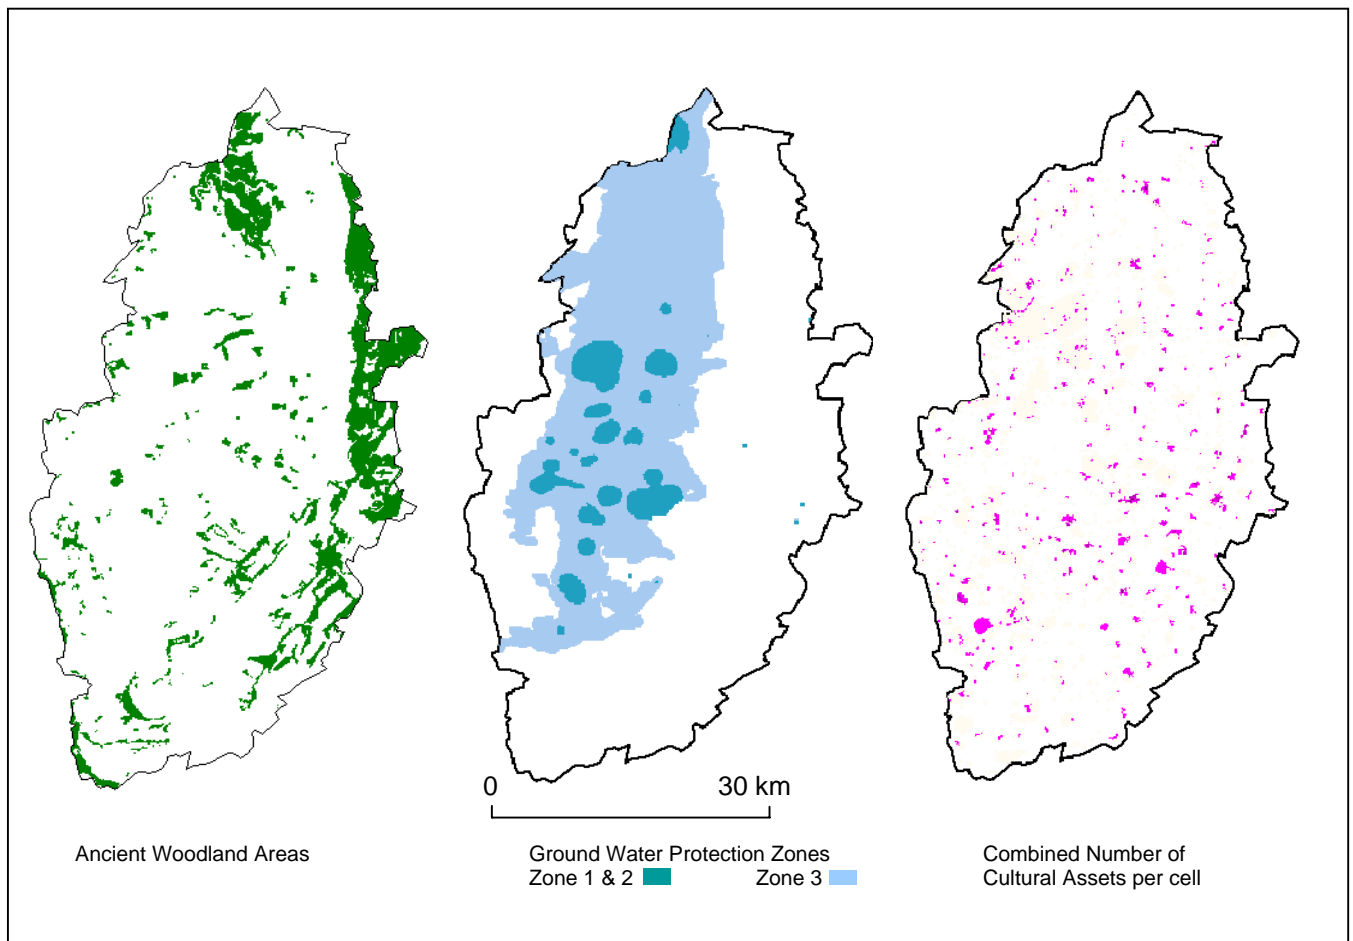 0 30 km
Ancient Woodland Areas
Ground Water Protection Zones
Zone 1 & 2 Zone 3
Combined Number of
Cultural Assets per cell